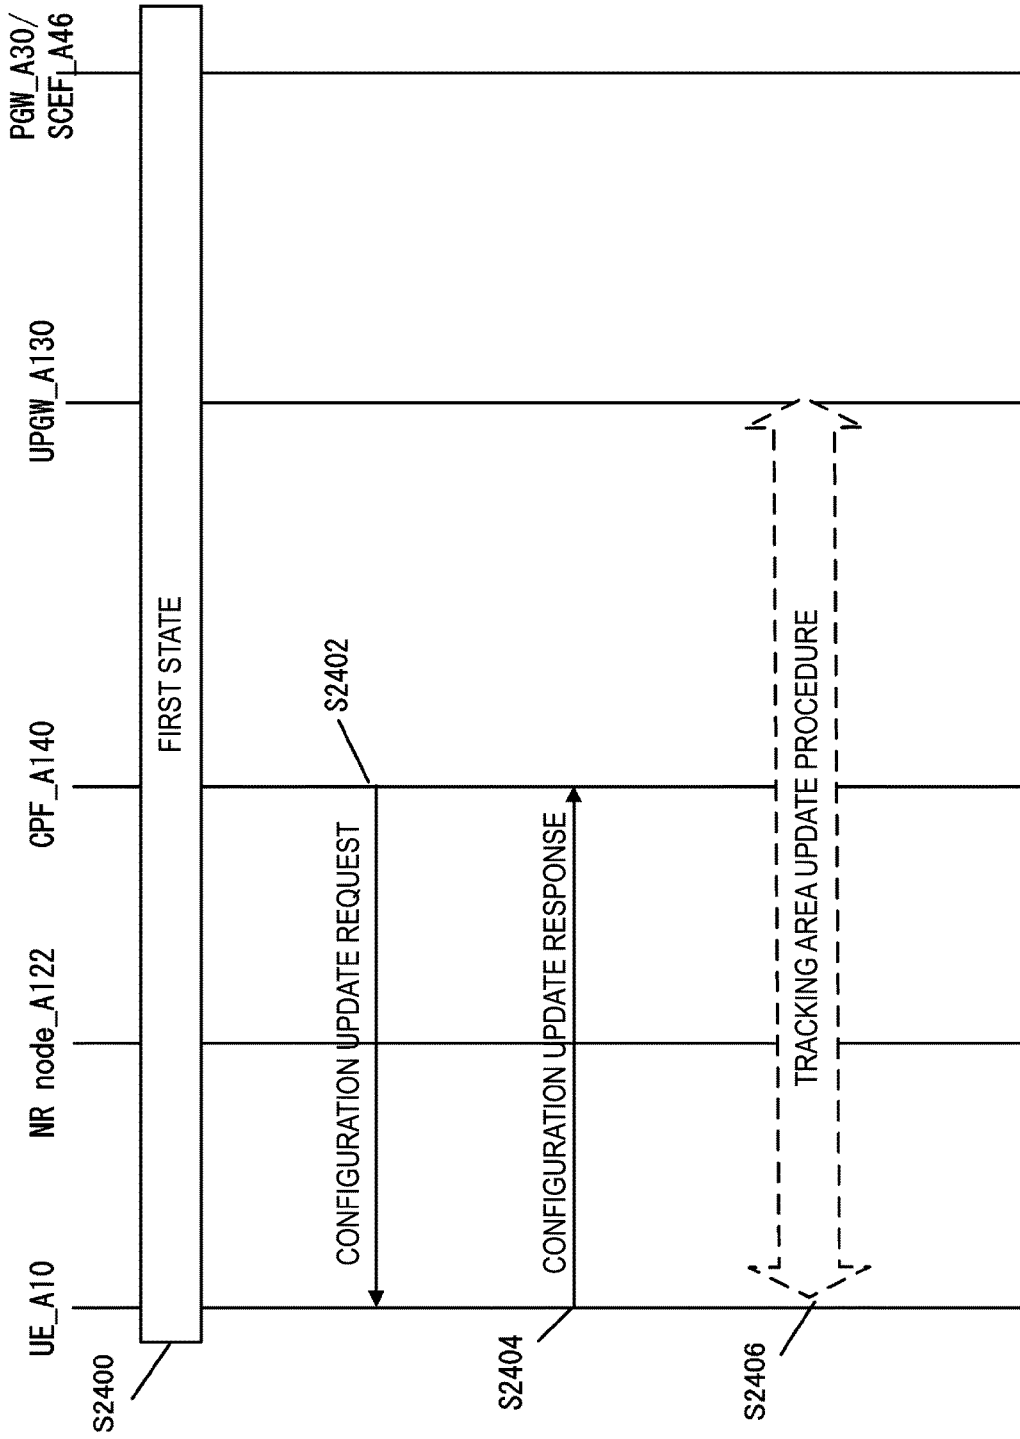 UE_A10
NR node_A122
CPF_A140
UPGW_A130
PGW_A30/
SCEF_A46
S2400
FIRST STATE
S2402
CONFIGURATION UPDATE REQUEST
S2404
CONFIGURATION UPDATE RESPONSE
S2406
TRACKING AREA UPDATE PROCEDURE